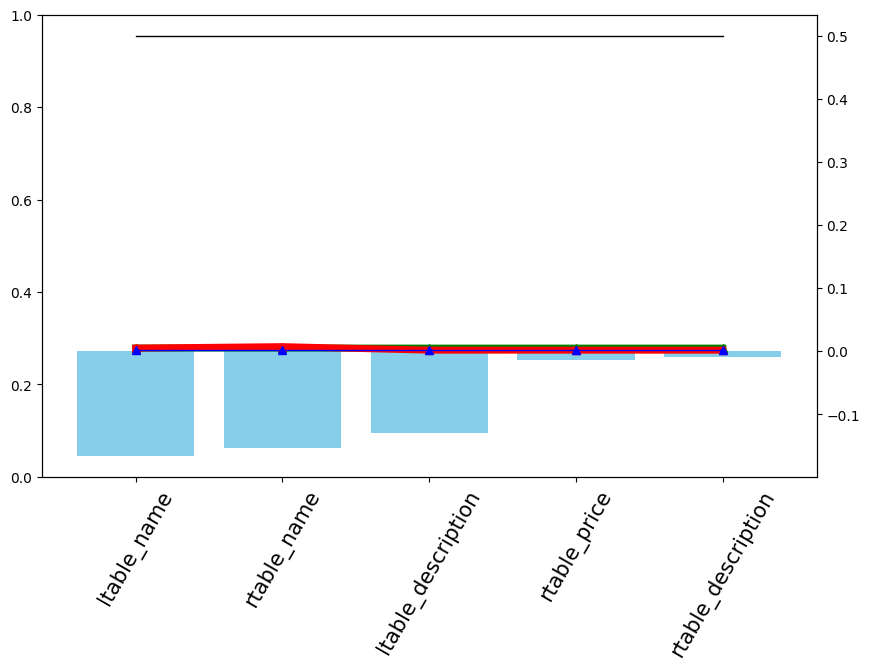 1.0
0.8
0.6
0.4
0.2
0.0
0.5
0.4
0.3
0.2
0.1
0.0
−0.1
ltable_name
rtable_name
ltable_description
rtable_price
rtable_description